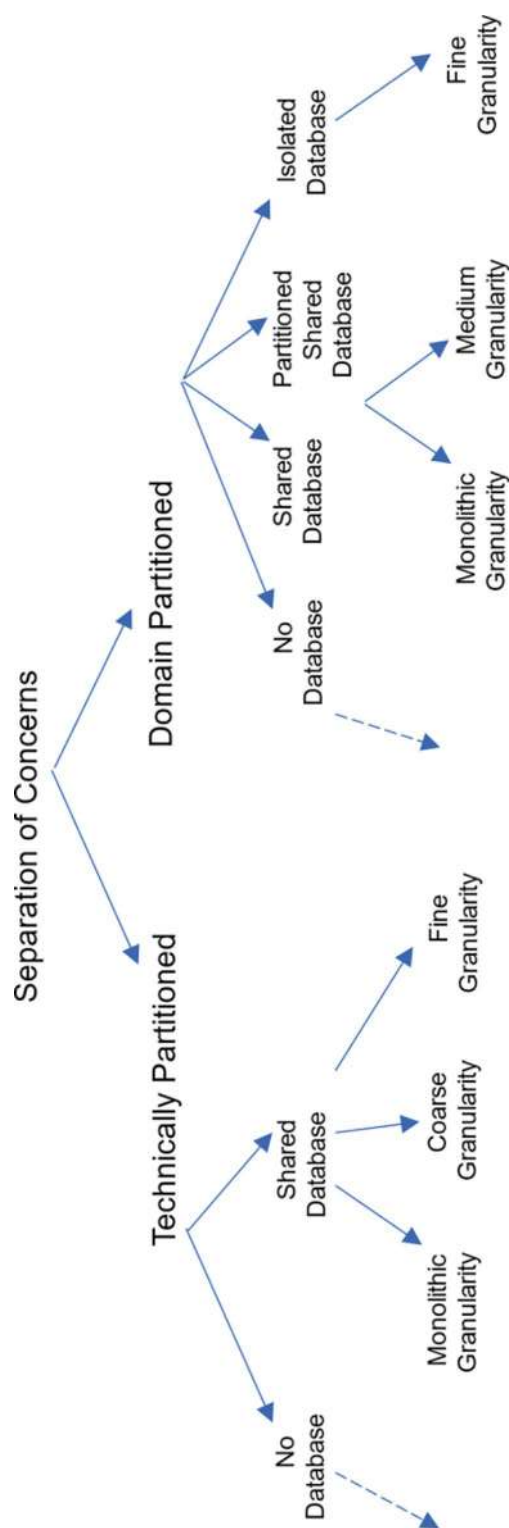 Separation of Concerns
Technically Partitioned
Domain Partitioned
No
Database
Shared
Database
No
Database
Shared
Database
Partitioned
Shared
Database
Isolated
Database
Monolithic
Granularity
Coarse
Granularity
Fine
Granularity
Monolithic
Granularity
Medium
Granularity
Fine
Granularity